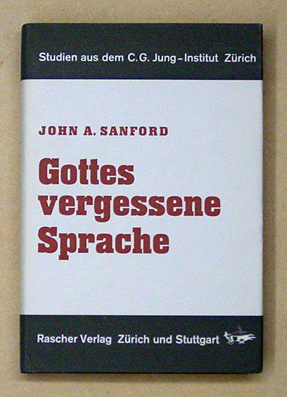 Studien aus dem C. G. Jung-Institut Zürich
JOHN A. SANFORD
Gottes
vergessene
Sprache
Rascher Verlag Zürich und Stuttgart